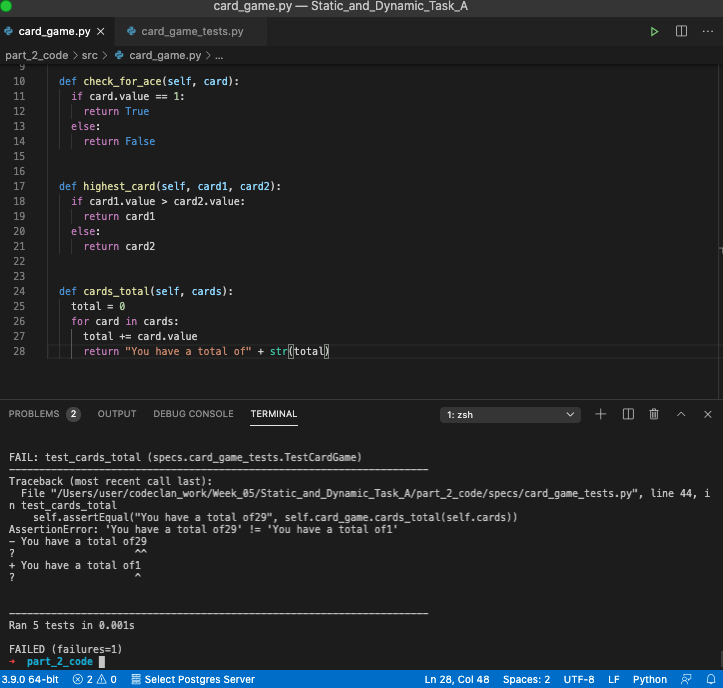 card_game.py — Static_and_Dynamic_Task_A
card_game.py × card_game_tests.py ...
part_2_code > src > card_game.py > ...
9
10 def check_for_ace(self, card):
11 if card.value == 1:
12 return True
13 else:
14 return False
15
16
17 def highest_card(self, card1, card2):
18 if card1.value > card2.value:
19 return card1
20 else:
21 return card2
22
23
24 def cards_total(self, cards):
25 total = 0
26 for card in cards:
27 total += card.value
28 return "You have a total of" + str(total)
PROBLEMS 2 OUTPUT DEBUG CONSOLE TERMINAL 1: zsh
FAIL: test_cards_total (specs.card_game_tests.TestCardGame)
----------------------------------------------------------------------
Traceback (most recent call last):
File "/Users/user/codeclan_work/Week_05/Static_and_Dynamic_Task_A/part_2_code/specs/card_game_tests.py", line 44, i
n test_cards_total
self.assertEqual("You have a total of29", self.card_game.cards_total(self.cards))
AssertionError: 'You have a total of29' != 'You have a total of1'
- You have a total of29
? ^^
+ You have a total of1
? ^
----------------------------------------------------------------------
Ran 5 tests in 0.001s
FAILED (failures=1)
→ part_2_code
3.9.0 64-bit 2 0 Select Postgres Server Ln 28, Col 48 Spaces: 2 UTF-8 LF Python